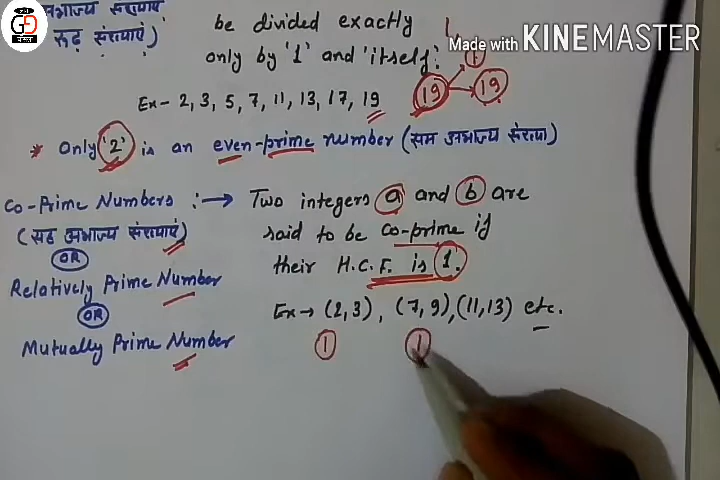 अभाज्य संख्याएं
रूढ़ संख्याएं)
be divided exactly
only by '1' and 'itself'.
Made with KINEMASTER
1
19
19
Ex- 2, 3, 5, 7, 11, 13, 17, 19
* Only '2' is an even-prime number (सम अभाज्य संख्या)
Co-Prime Numbers :→ Two integers a and b are
(सह अभाज्य संख्याएं) said to be co-prime if
OR their H.C.F. is 1.
Relatively Prime Number
Ex → (2,3), (7,9), (11,13) etc.
OR
Mutually Prime Number
1 1